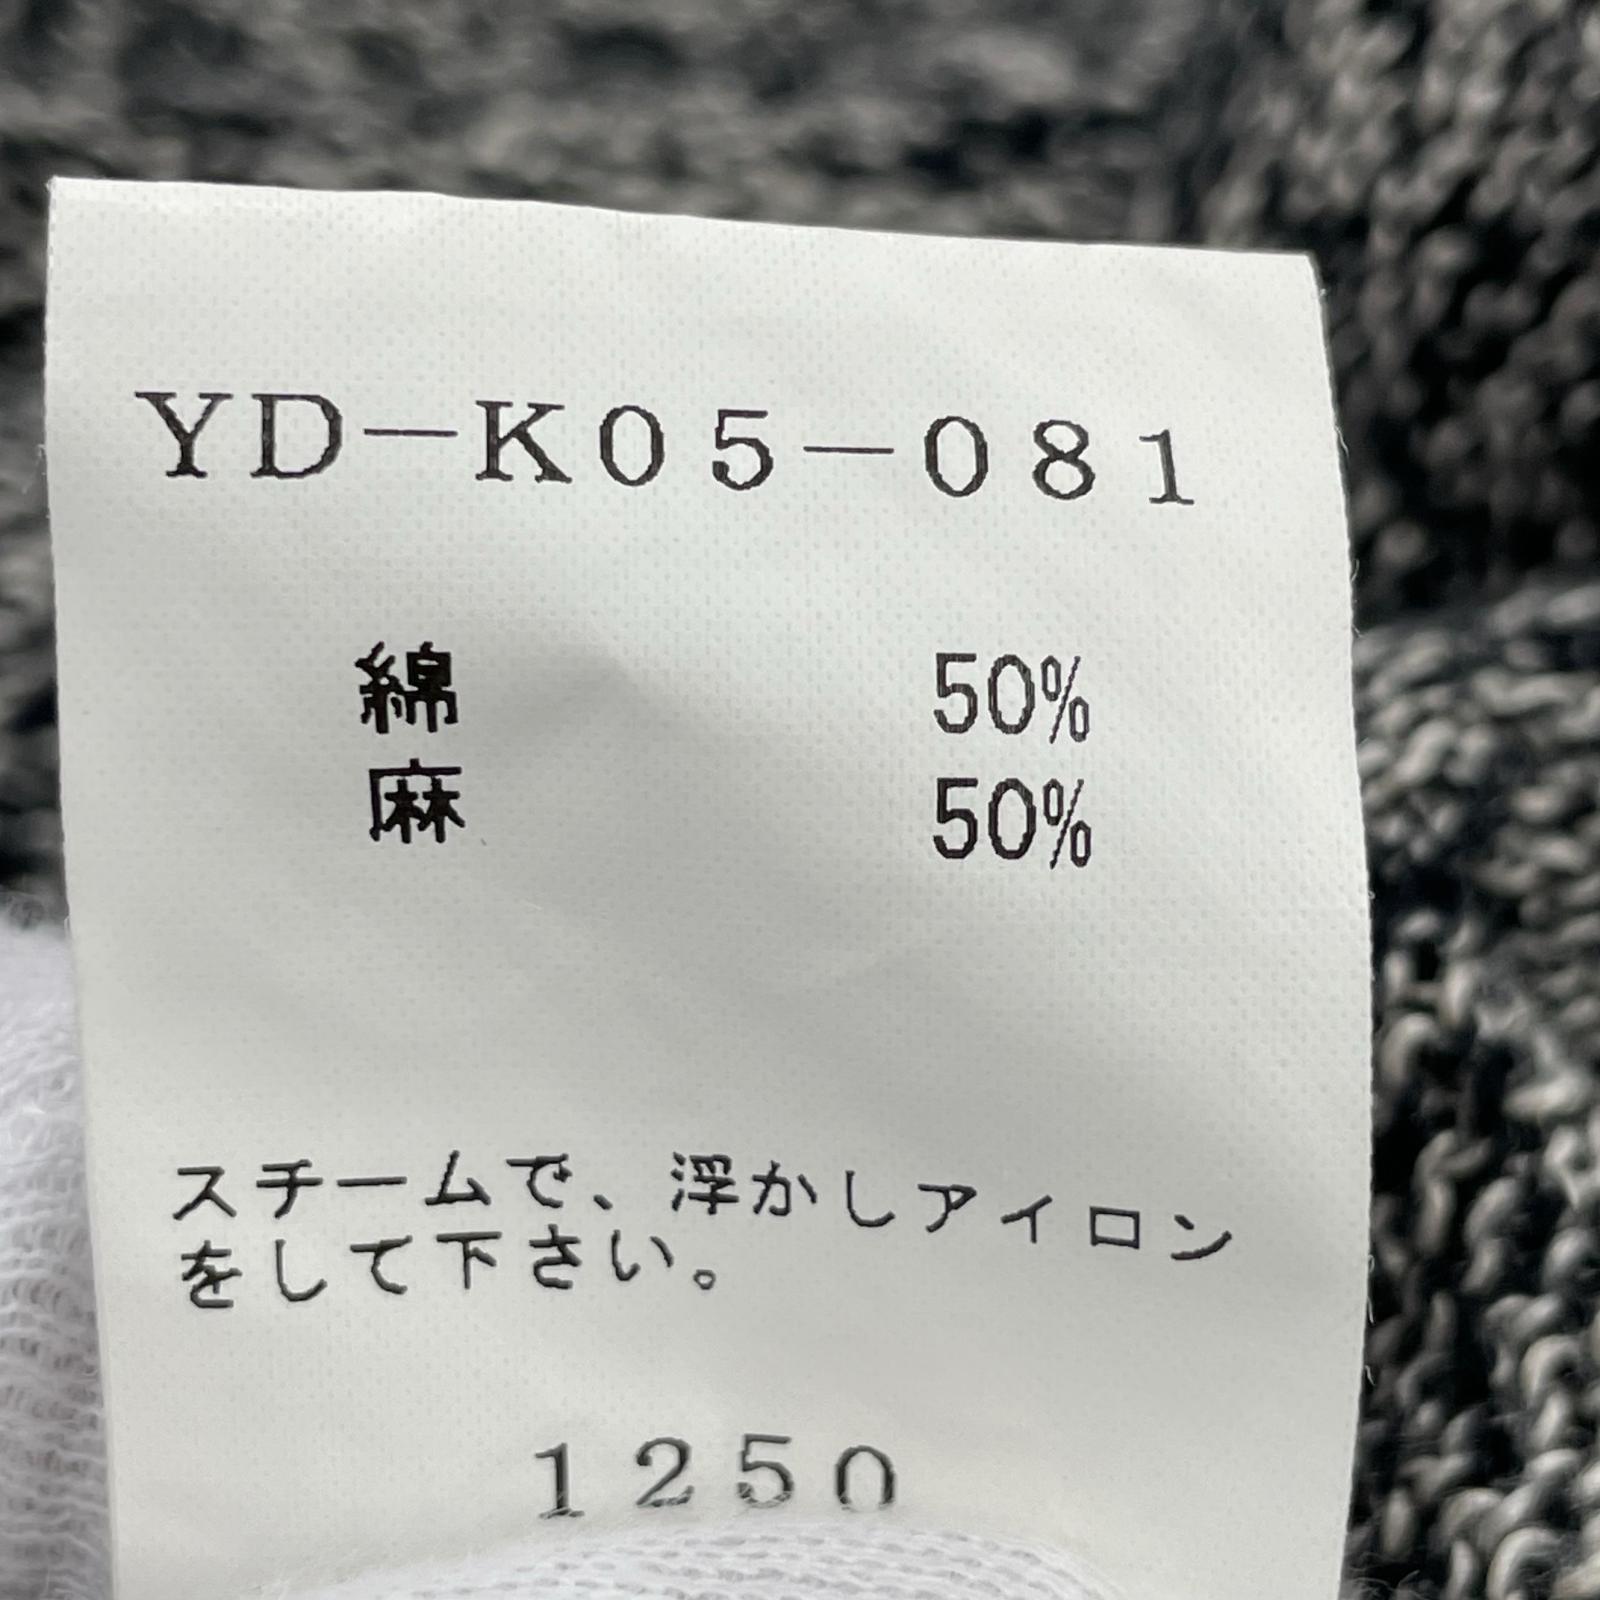 YD-K05-081
綿 50%
麻 50%
スチームで、浮かしアイロン
をして下さい。
1250